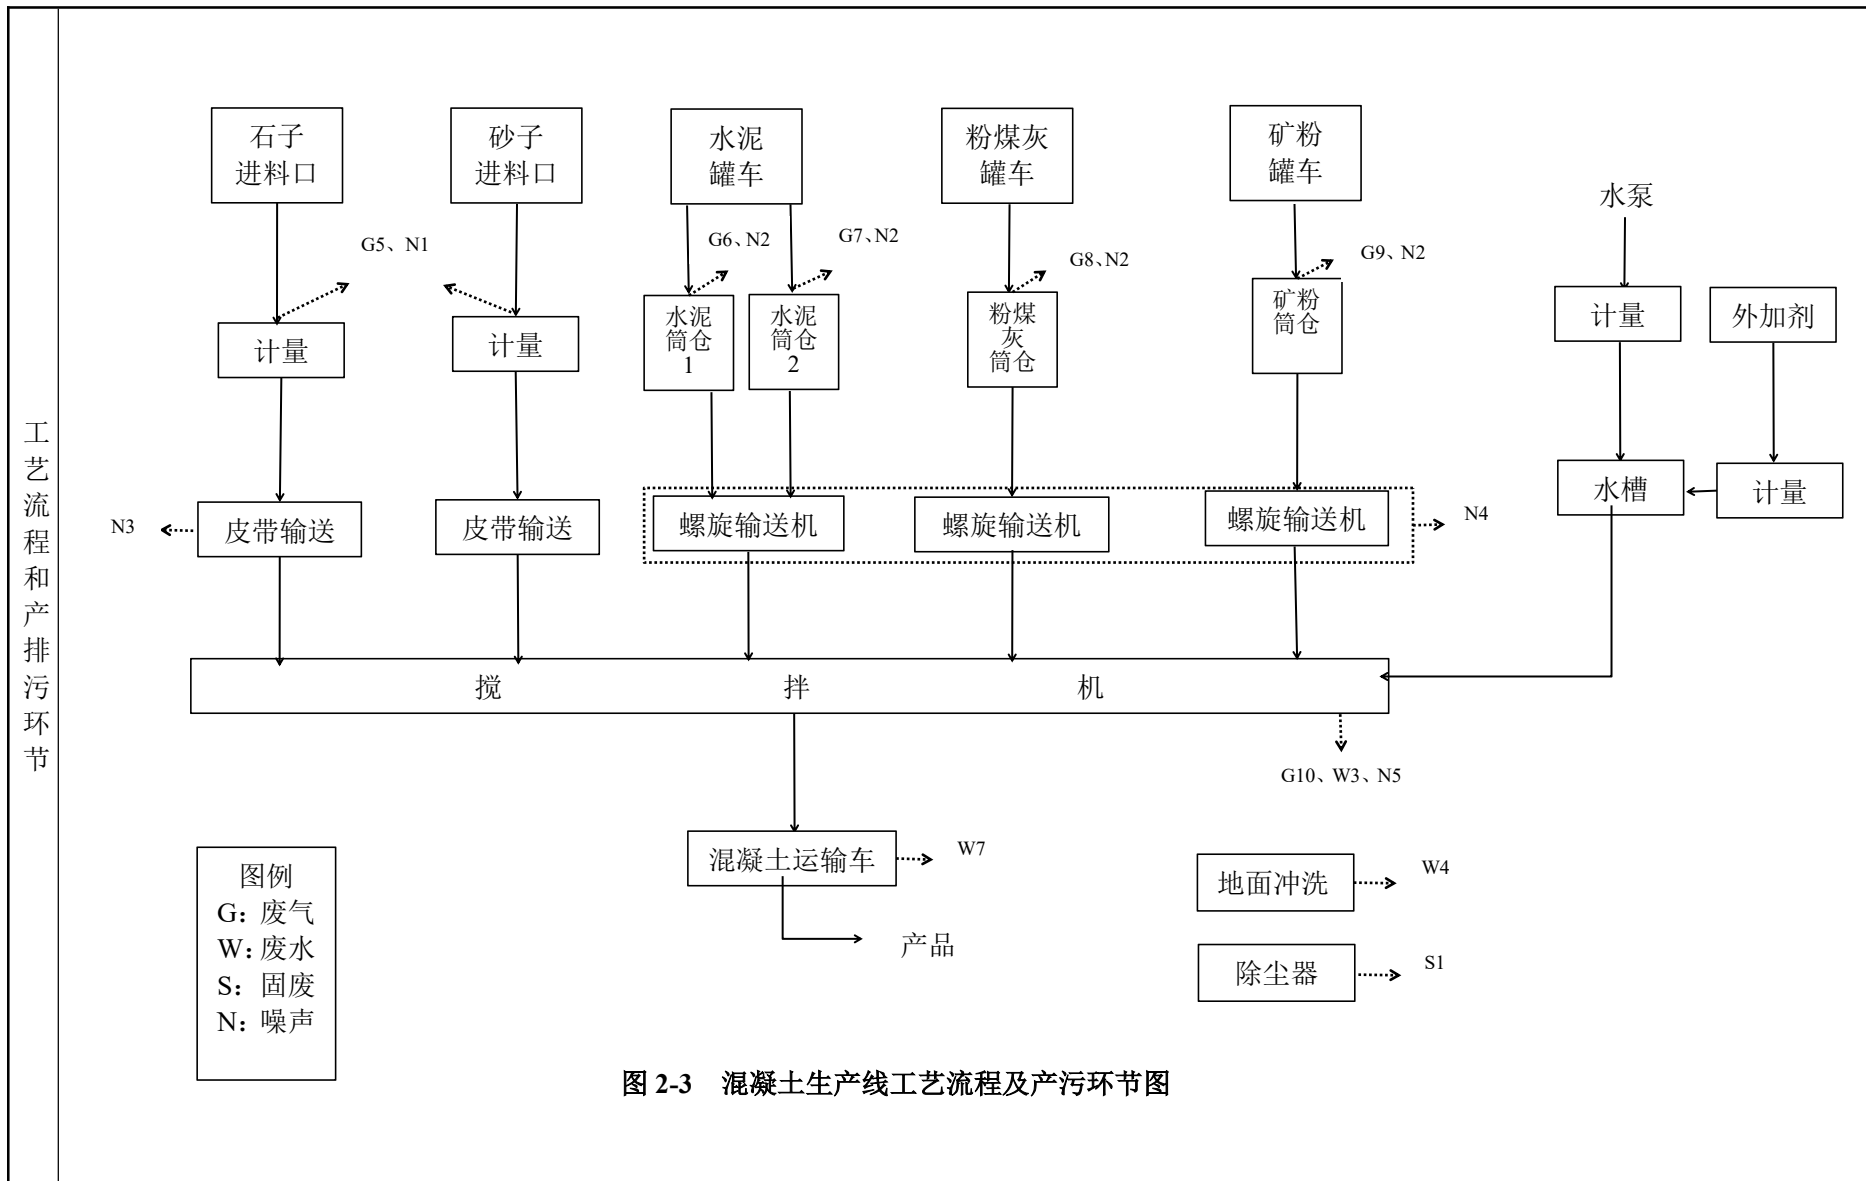 工艺流程和产排污环节
石子
进料口
砂子
进料口
水泥
罐车
粉煤灰
罐车
矿粉
罐车
水泵
G5、N1
G6、N2
G7、N2
G8、N2
G9、N2
计量
计量
水泥
筒仓
1
水泥
筒仓
2
粉煤
灰
筒仓
矿粉
筒仓
计量
外加剂
N3
皮带输送
皮带输送
螺旋输送机
螺旋输送机
螺旋输送机
N4
水槽
计量
搅拌机
G10、W3、N5
混凝土运输车
W7
产品
地面冲洗
W4
除尘器
S1
图例
G：废气
W：废水
S：固废
N：噪声
图 2-3 混凝土生产线工艺流程及产污环节图